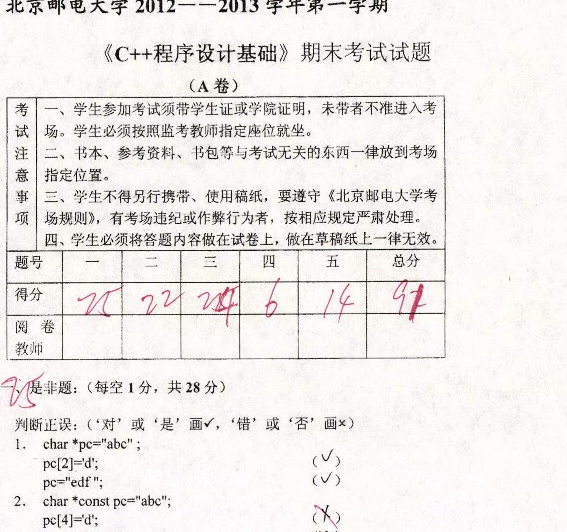 北京邮电大学 2012——2013 学年第一学期
《C++程序设计基础》期末考试试题
（A 卷）
考试注意事项
一、学生参加考试须带学生证或学院证明，未带者不准进入考
场。学生必须按照监考教师指定座位就坐。
二、书本、参考资料、书包等与考试无关的东西一律放到考场
指定位置。
三、学生不得另行携带、使用稿纸，要遵守《北京邮电大学考
场规则》，有考场违纪或作弊行为者，按相应规定严肃处理。
四、学生必须将答题内容做在试卷上，做在草稿纸上一律无效。
题号 一 二 三 四 五 总分
得分 25 22 24 6 14 91
阅 卷
教师
25
一、是非题：（每空 1 分，共 28 分）
判断正误：（‘对’或‘是’画✓，‘错’或‘否’画×）
1. char *pc="abc" ;
pc[2]='d'; (✓)
pc="edf "; (✓)
2. char *const pc="abc";
pc[4]='d'; (×)